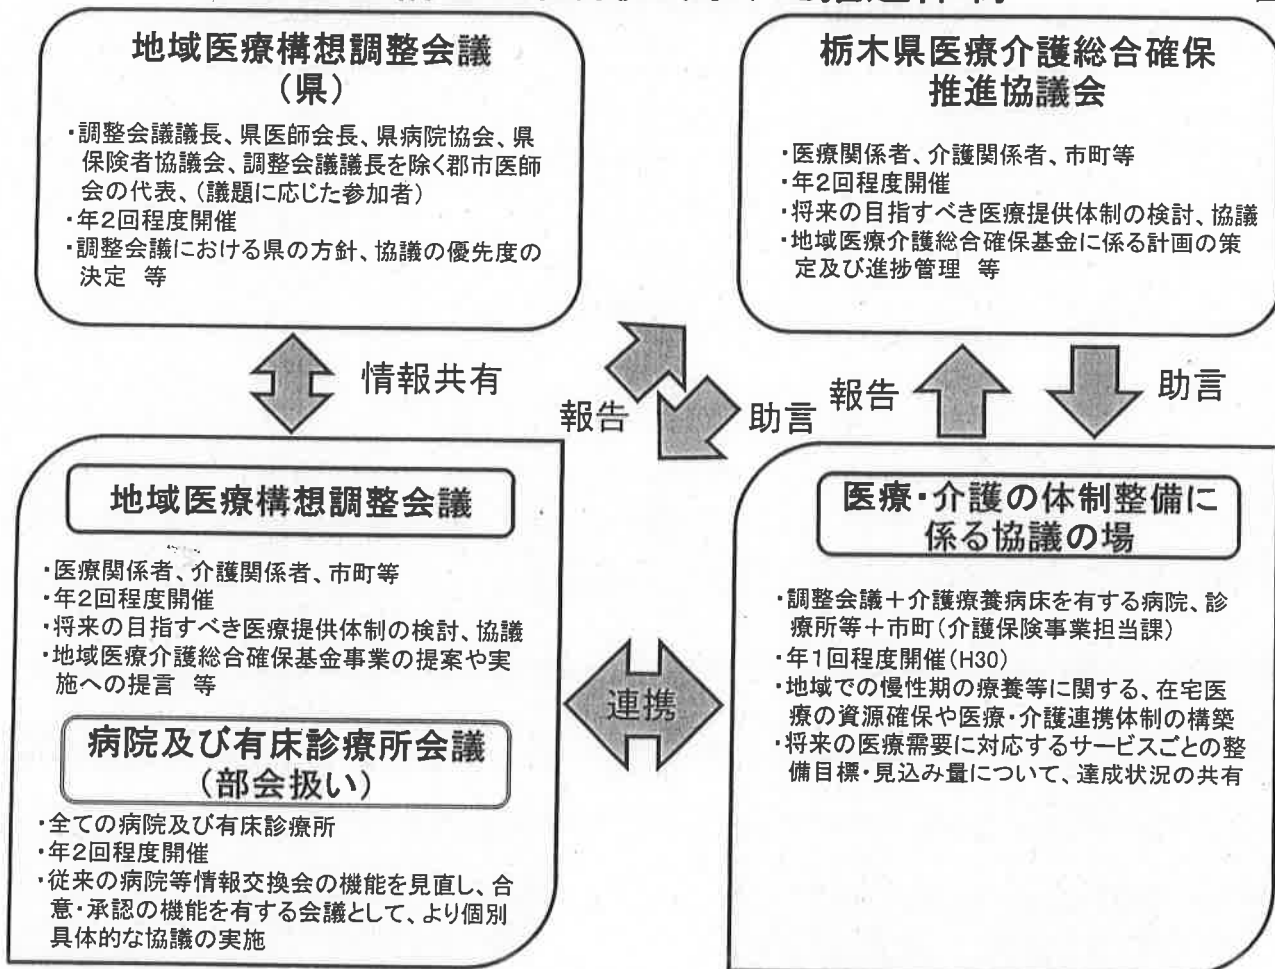 地域医療構想調整会議
（県）
・調整会議議長、県医師会長、県病院協会、県
保険者協議会、調整会議議長を除く郡市医師
会の代表、（議題に応じた参加者）
・年2回程度開催
・調整会議における県の方針、協議の優先度の
決定　等
栃木県医療介護総合確保
推進協議会
・医療関係者、介護関係者、市町等
・年2回程度開催
・将来の目指すべき医療提供体制の検討、協議
・地域医療介護総合確保基金に係る計画の策
定及び進捗管理　等
情報共有
報告
助言
報告
助言
地域医療構想調整会議
・医療関係者、介護関係者、市町等
・年2回程度開催
・将来の目指すべき医療提供体制の検討、協議
・地域医療介護総合確保基金事業の提案や実
施への提言　等
病院及び有床診療所会議
（部会扱い）
・全ての病院及び有床診療所
・年2回程度開催
・従来の病院等情報交換会の機能を見直し、合
意・承認の機能を有する会議として、より個別
具体的な協議の実施
連携
医療・介護の体制整備に
係る協議の場
・調整会議＋介護療養病床を有する病院、診
療所等＋市町（介護保険事業担当課）
・年1回程度開催（H30）
・地域での慢性期の療養等に関する、在宅医
療の資源確保や医療・介護連携体制の構築
・将来の医療需要に対応するサービスごとの整
備目標・見込み量について、達成状況の共有